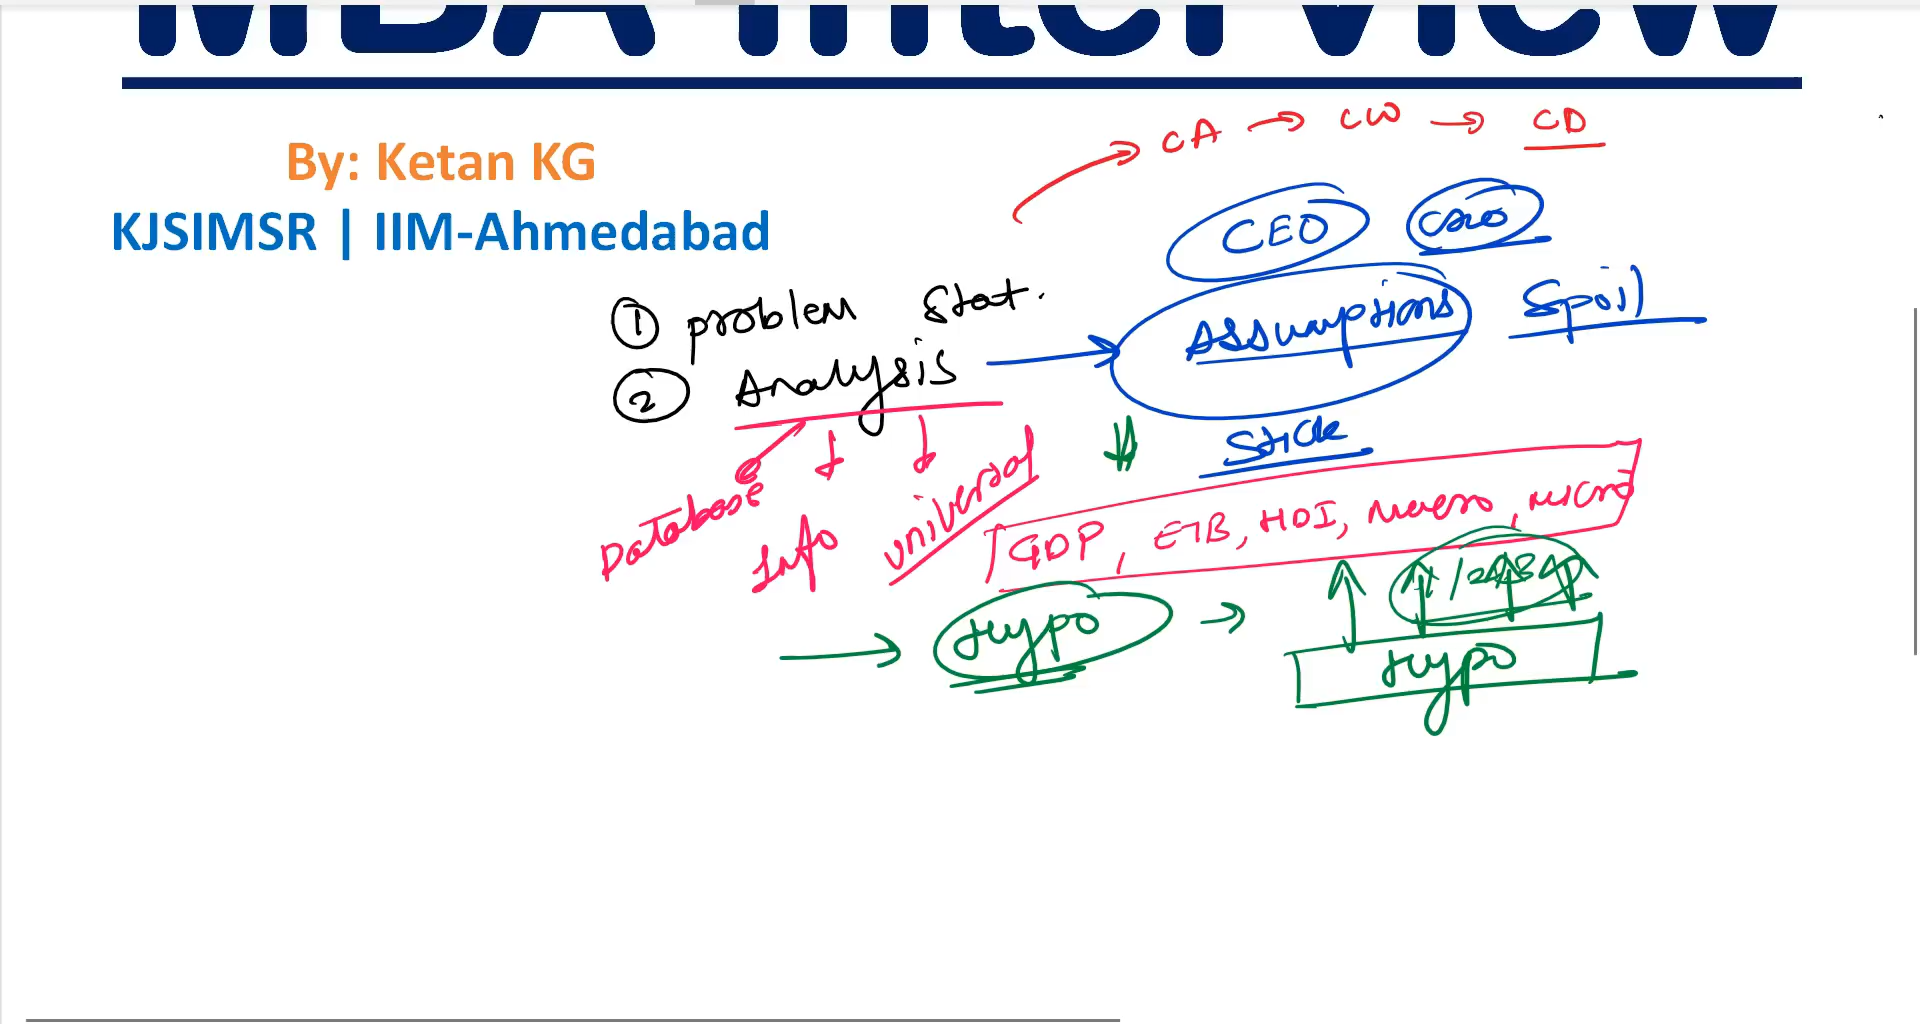 MBA Interview
By: Ketan KG
KJSIMSR | IIM-Ahmedabad
CA → CW → CD
CEO
① problem Stat.
② Analysis → Assumptions Spoil
Stick
Database Info universal
GDP, ETB, HDI, Macro, micro
→ Hypo →
Hypo